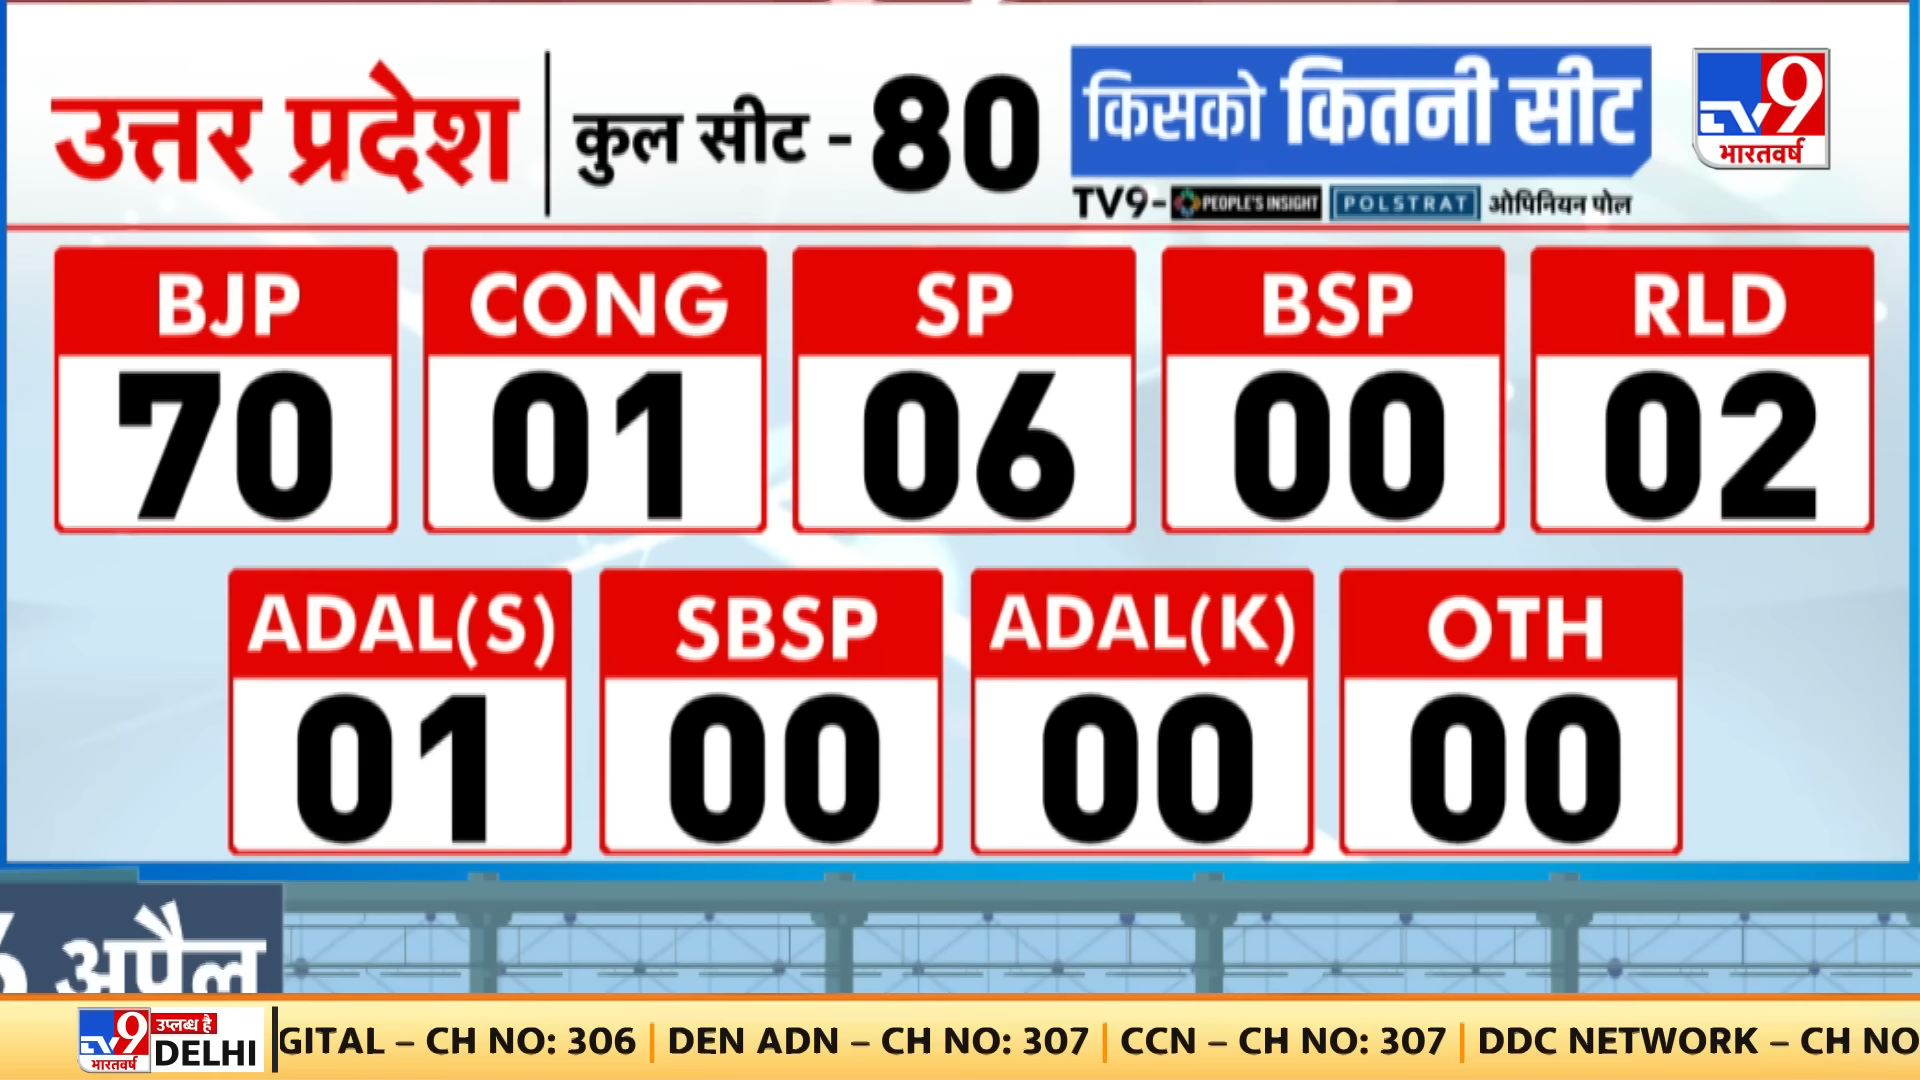 उत्तर प्रदेश
कुल सीट - 80
किसको कितनी सीट
TV9
भारतवर्ष
TV9- PEOPLE'S INSIGHT POLSTRAT ओपिनियन पोल
BJP CONG SP BSP RLD
70 01 06 00 02
ADAL(S) SBSP ADAL(K) OTH
01 00 00 00
अप्रैल
TV9 भारतवर्ष
उपलब्ध है
DELHI
GITAL – CH NO: 306 | DEN ADN – CH NO: 307 | CCN – CH NO: 307 | DDC NETWORK – CH NO